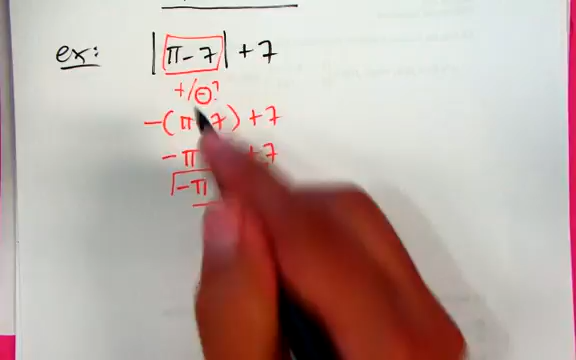 ex: |π - 7| + 7
+/-?
-(π 7) + 7
-π + 7
-π